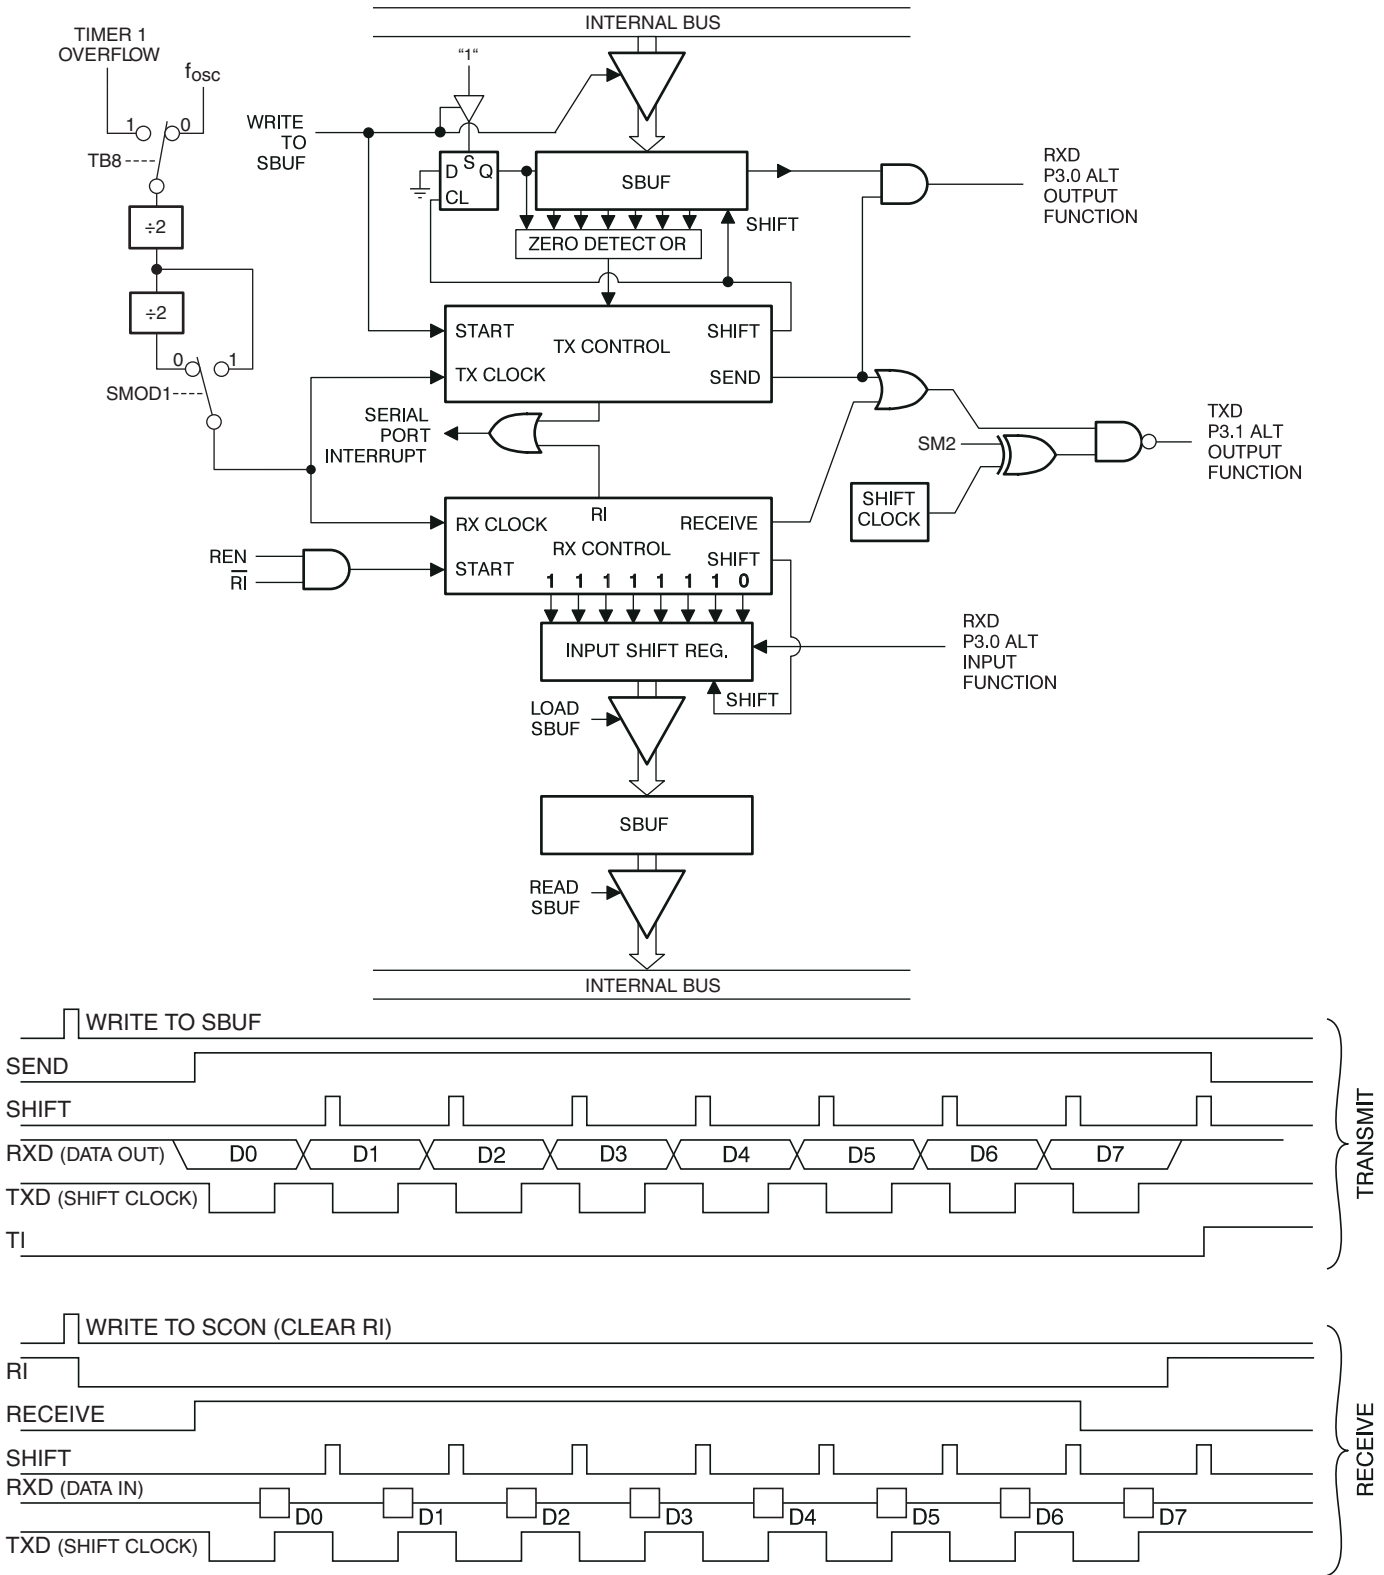 INTERNAL BUS
TIMER 1
OVERFLOW
fosc
"1"
1
0
TB8
WRITE
TO
SBUF
D
S
Q
CL
SBUF
SHIFT
ZERO DETECT OR
RXD
P3.0 ALT
OUTPUT
FUNCTION
÷2
÷2
0
1
SMOD1
START
SHIFT
TX CONTROL
TX CLOCK
SEND
SERIAL
PORT
INTERRUPT
SM2
SHIFT
CLOCK
TXD
P3.1 ALT
OUTPUT
FUNCTION
RX CLOCK
RI
RECEIVE
RX CONTROL
SHIFT
START
1 1 1 1 1 1 1 0
REN
RI
INPUT SHIFT REG.
RXD
P3.0 ALT
INPUT
FUNCTION
LOAD
SBUF
SHIFT
SBUF
READ
SBUF
INTERNAL BUS
WRITE TO SBUF
SEND
SHIFT
RXD (DATA OUT) D0 D1 D2 D3 D4 D5 D6 D7
TXD (SHIFT CLOCK)
TI
TRANSMIT
WRITE TO SCON (CLEAR RI)
RI
RECEIVE
SHIFT
RXD (DATA IN)
D0 D1 D2 D3 D4 D5 D6 D7
TXD (SHIFT CLOCK)
RECEIVE